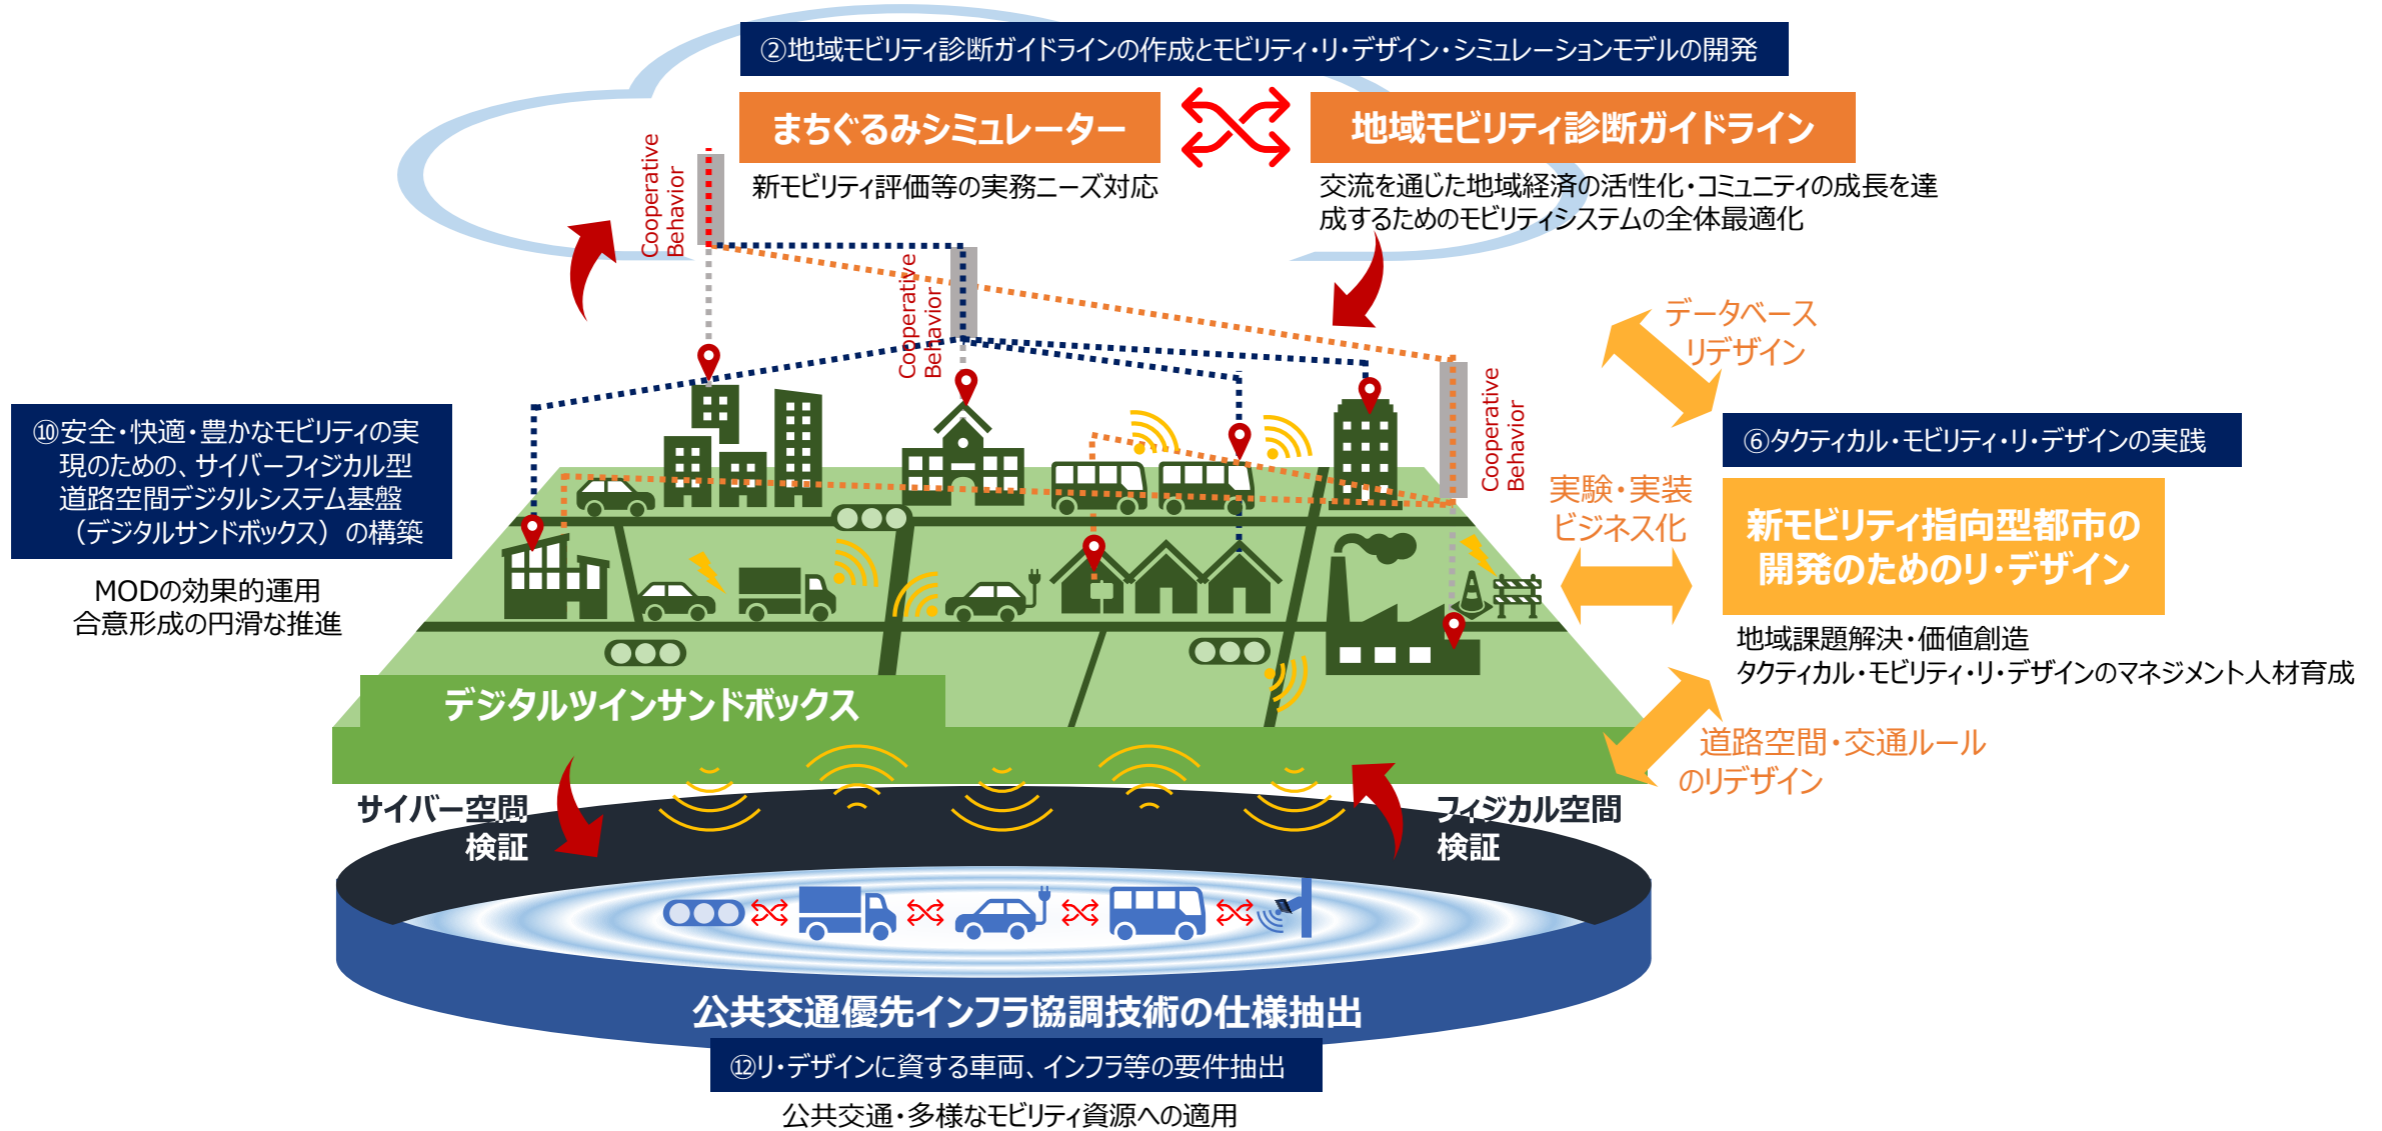 ②地域モビリティ診断ガイドラインの作成とモビリティ・リ・デザイン・シミュレーションモデルの開発
まちぐるみシミュレーター
地域モビリティ診断ガイドライン
新モビリティ評価等の実務ニーズ対応
交流を通じた地域経済の活性化・コミュニティの成長を達
成するためのモビリティシステムの全体最適化
Cooperative
Behavior
Cooperative
Behavior
Cooperative
Behavior
データベース
リデザイン
⑩安全・快適・豊かなモビリティの実
現のための、サイバーフィジカル型
道路空間デジタルシステム基盤
（デジタルサンドボックス）の構築
MODの効果的運用
合意形成の円滑な推進
⑥タクティカル・モビリティ・リ・デザインの実践
実験・実装
ビジネス化
新モビリティ指向型都市の
開発のためのリ・デザイン
地域課題解決・価値創造
タクティカル・モビリティ・リ・デザインのマネジメント人材育成
デジタルツインサンドボックス
道路空間・交通ルール
のリデザイン
サイバー空間
検証
フィジカル空間
検証
公共交通優先インフラ協調技術の仕様抽出
⑫リ・デザインに資する車両、インフラ等の要件抽出
公共交通・多様なモビリティ資源への適用